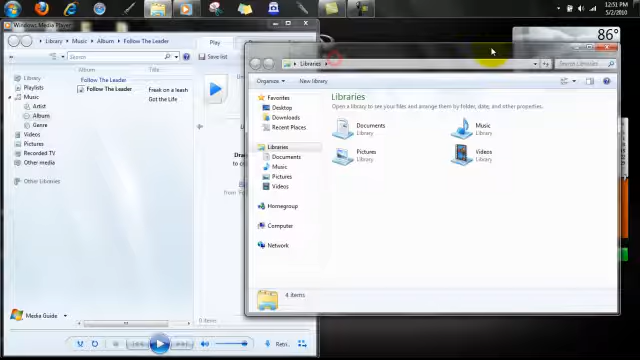 12:51 PM
5/2/2010
86°
Windows Media Player
Library
Music
Album
Follow The Leader
Play
Search
Save list
Album
Title
Library
Playlists
Music
Artist
Album
Genre
Videos
Pictures
Recorded TV
Other media
Other Libraries
Follow The Leader
Follow The Leader
Freak on a leash
Got the Life
0 items
Media Guide
Retri
Libraries
Search Libraries
Organize
New library
Favorites
Desktop
Downloads
Recent Places
Libraries
Documents
Music
Pictures
Videos
Homegroup
Computer
Network
Libraries
Open a library to see your files and arrange them by folder, date, and other properties.
Documents
Library
Music
Library
Pictures
Library
Videos
Library
4 items